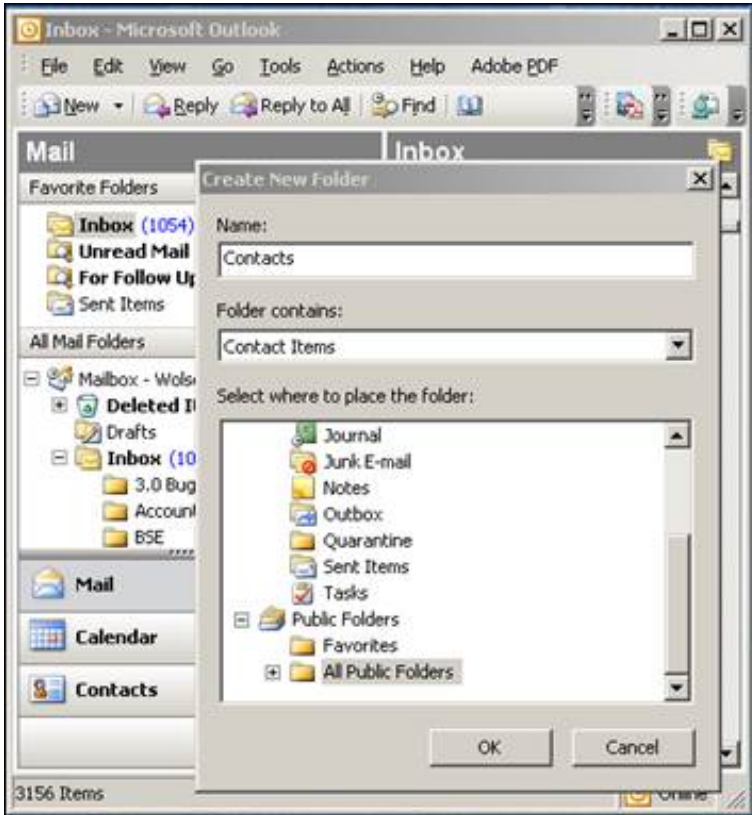 Inbox - Microsoft Outlook
File Edit View Go Tools Actions Help Adobe PDF
New Reply Reply to All Find
Mail Inbox
Favorite Folders
Inbox (1054)
Unread Mail
For Follow Up
Sent Items
All Mail Folders
Mailbox - Wols
Deleted It
Drafts
Inbox (10
3.0 Bug
Account
BSE
Mail
Calendar
Contacts
3156 Items
Online
Create New Folder
Name:
Contacts
Folder contains:
Contact Items
Select where to place the folder:
Journal
Junk E-mail
Notes
Outbox
Quarantine
Sent Items
Tasks
Public Folders
Favorites
All Public Folders
OK Cancel